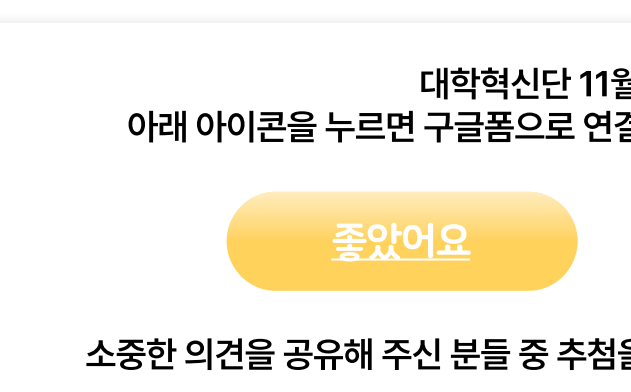 대학혁신단 11월
아래 아이콘을 누르면 구글폼으로 연결
좋았어요
소중한 의견을 공유해 주신 분들 중 추첨을